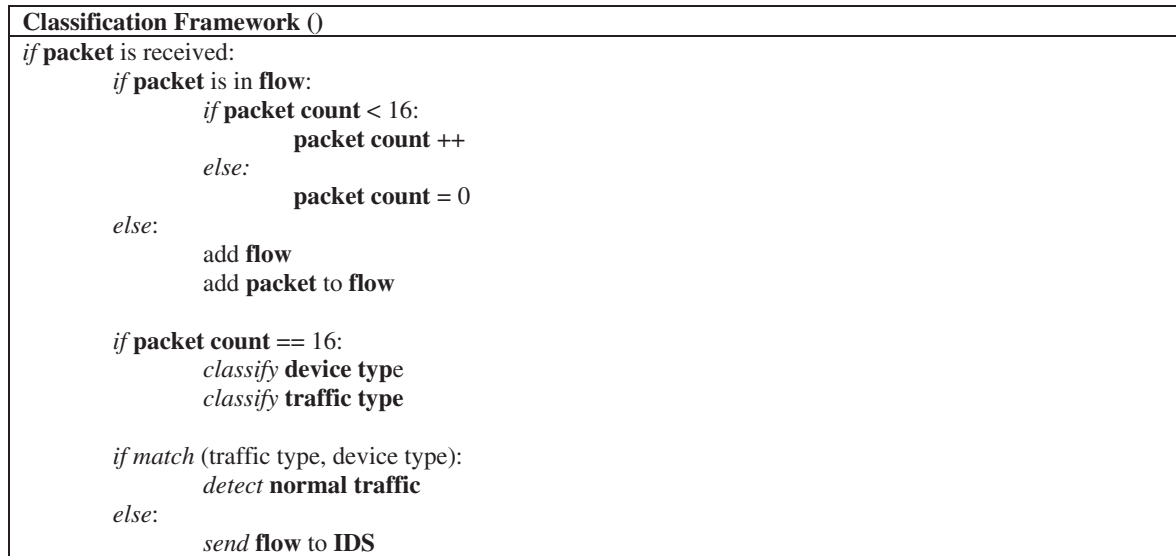 Classification Framework ()
if packet is received:
if packet is in flow:
if packet count < 16:
packet count ++
else:
packet count = 0
else:
add flow
add packet to flow
if packet count == 16:
classify device type
classify traffic type
if match (traffic type, device type):
detect normal traffic
else:
send flow to IDS